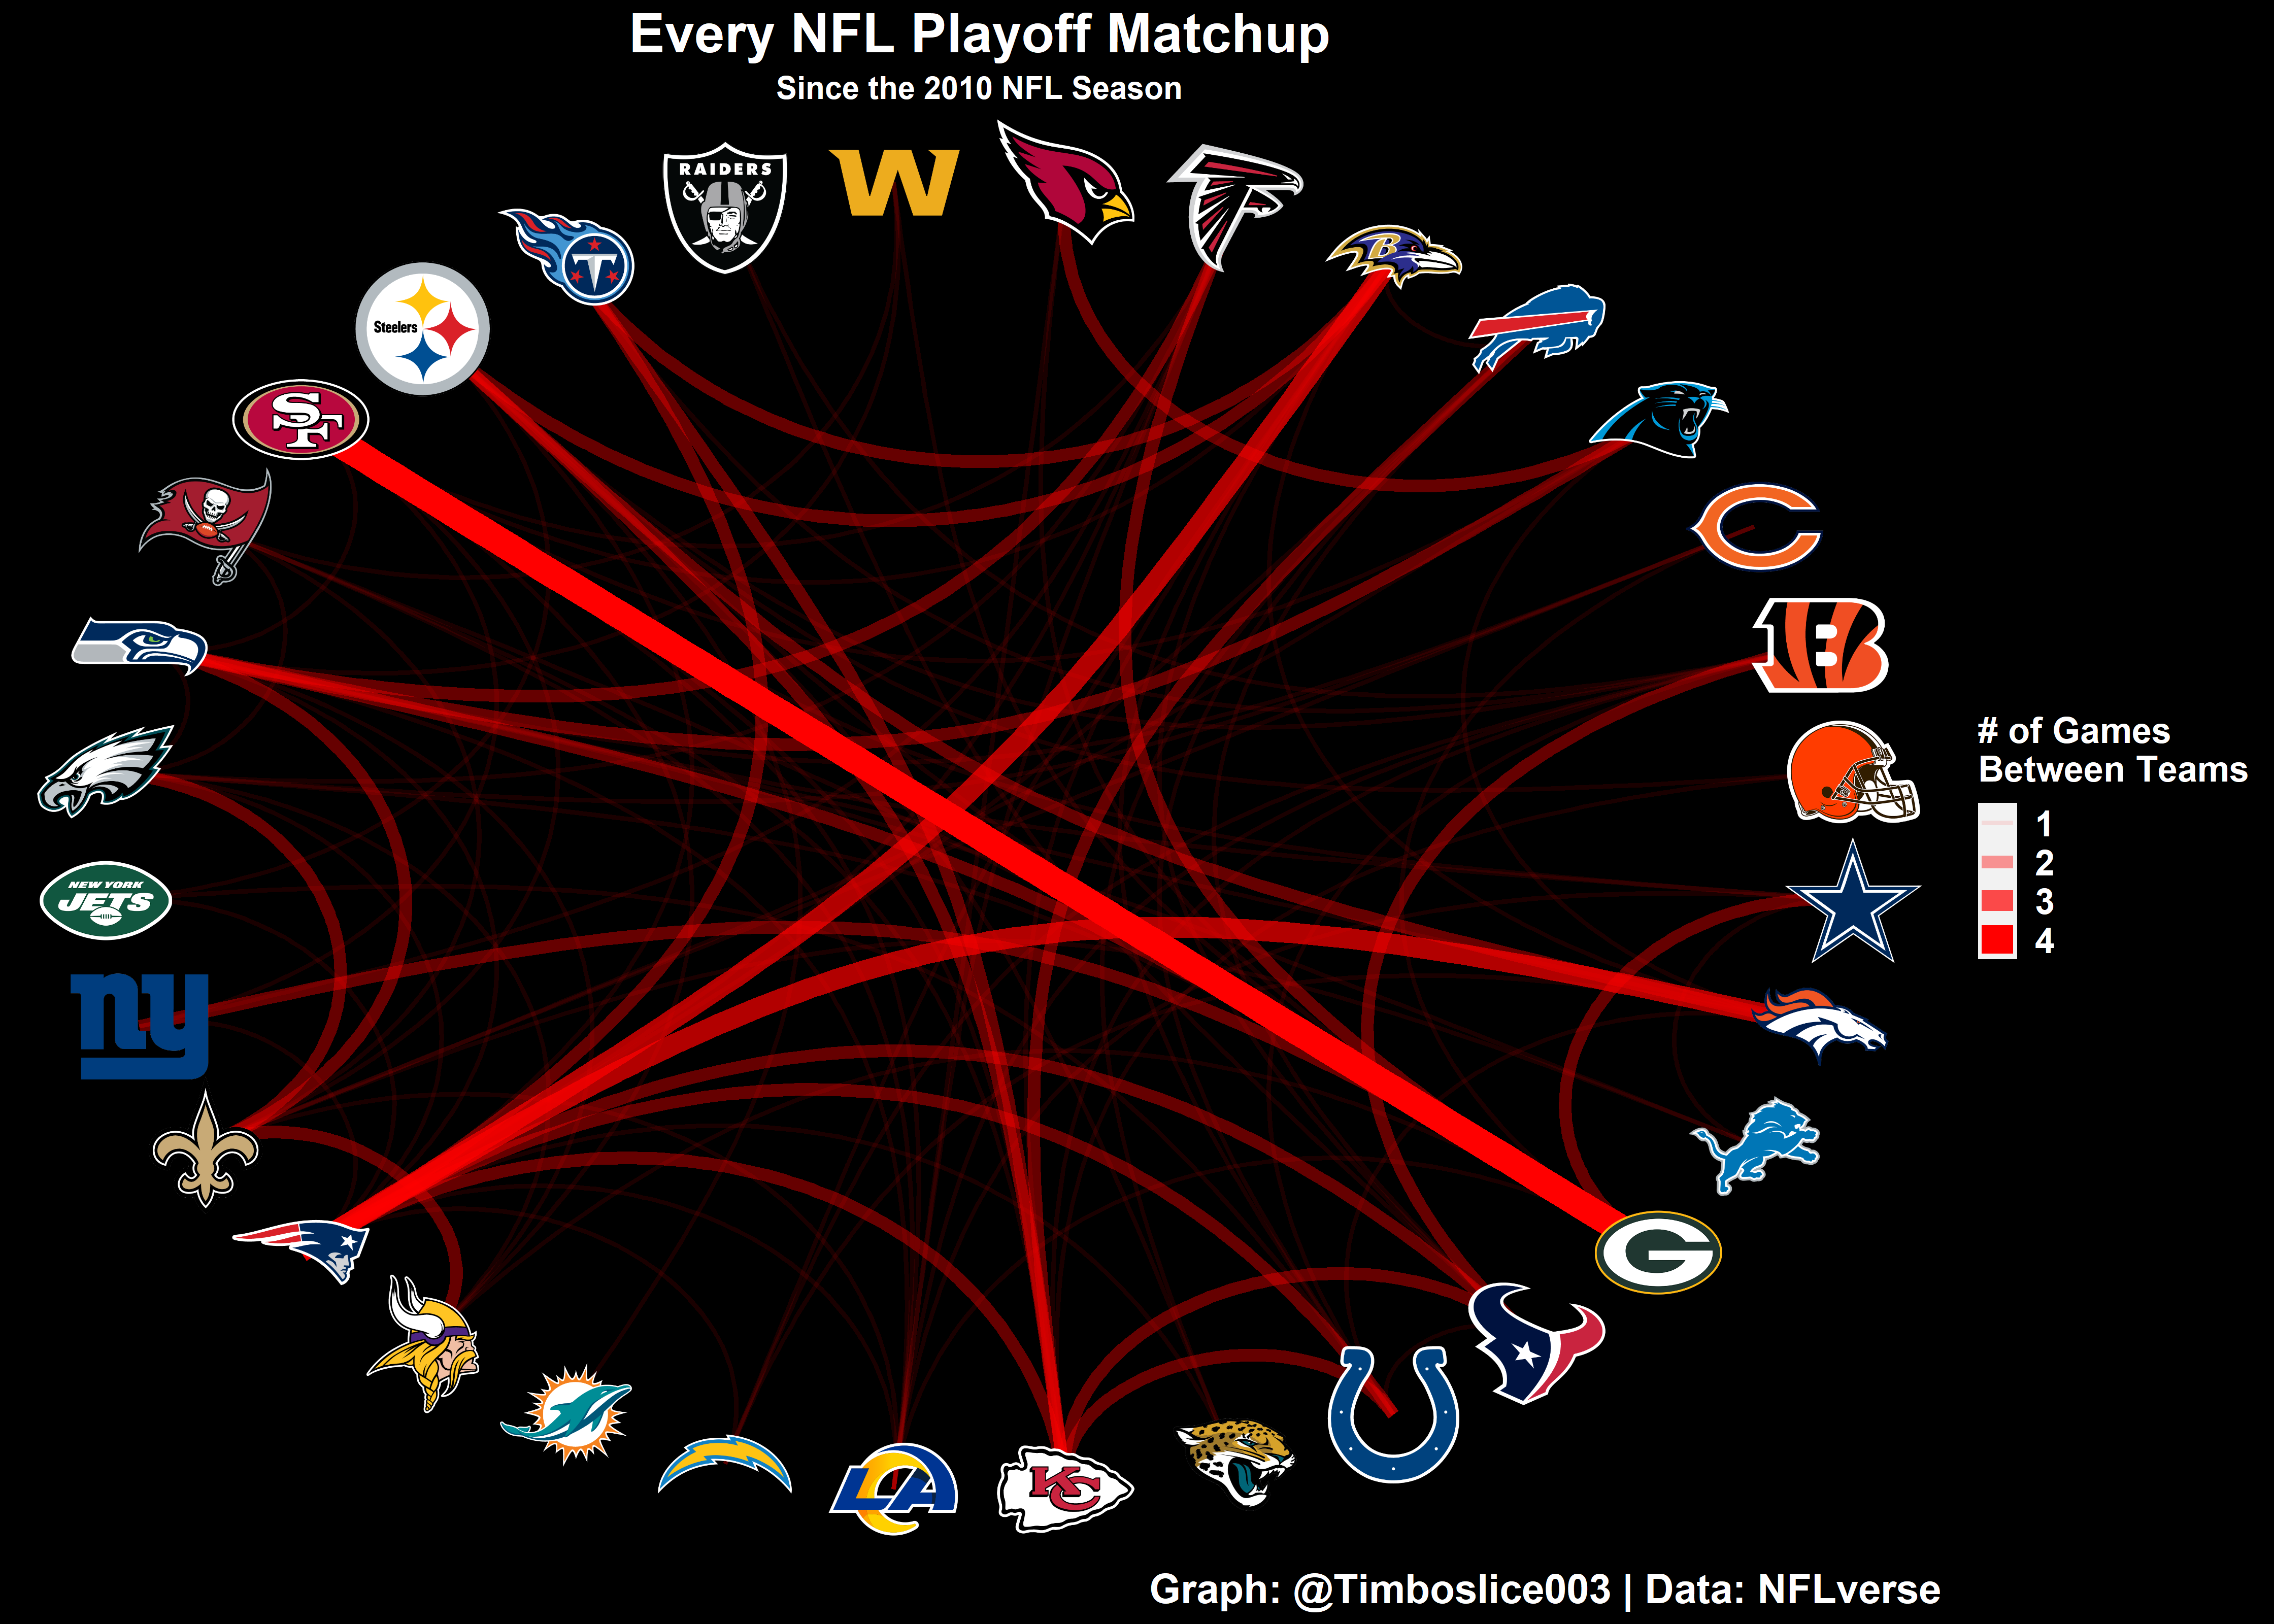 Every NFL Playoff Matchup
Since the 2010 NFL Season
RAIDERS
W
B
T
Steelers
SF
C
B
# of Games
Between Teams
1
2
3
4
NEW YORK
JETS
ny
G
LA
KC
Graph: @Timboslice003 | Data: NFLverse